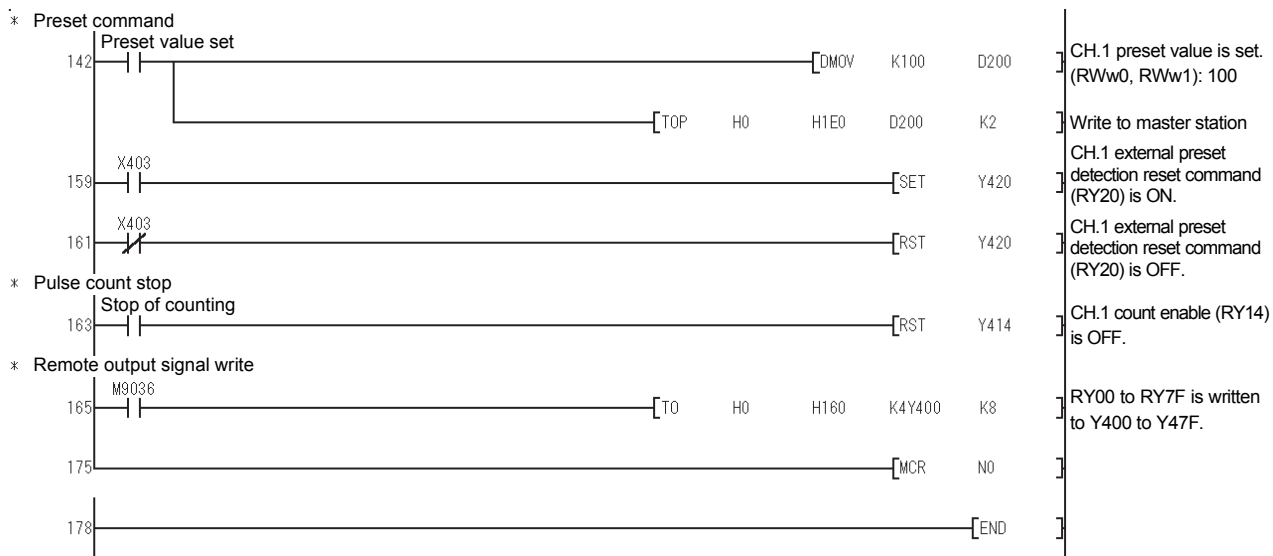 * Preset command
Preset value set
142
[DMOV K100 D200 ]
CH.1 preset value is set.
(RWw0, RWw1): 100
[TOP H0 H1E0 D200 K2 ]
Write to master station
X403
159
[SET Y420 ]
CH.1 external preset
detection reset command
(RY20) is ON.
X403
161
[RST Y420 ]
CH.1 external preset
detection reset command
(RY20) is OFF.
* Pulse count stop
Stop of counting
163
[RST Y414 ]
CH.1 count enable (RY14)
is OFF.
* Remote output signal write
M9036
165
[TO H0 H160 K4Y400 K8 ]
RY00 to RY7F is written
to Y400 to Y47F.
175
[MCR N0 ]
178
[END ]